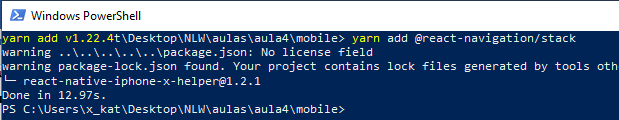 Windows PowerShell
yarn add v1.22.4t\Desktop\NLW\aulas\aula4\mobile> yarn add @react-navigation/stack
warning ..\..\..\..\..\package.json: No license field
warning package-lock.json found. Your project contains lock files generated by tools oth
└─ react-native-iphone-x-helper@1.2.1
Done in 12.97s.
PS C:\Users\x_kat\Desktop\NLW\aulas\aula4\mobile>